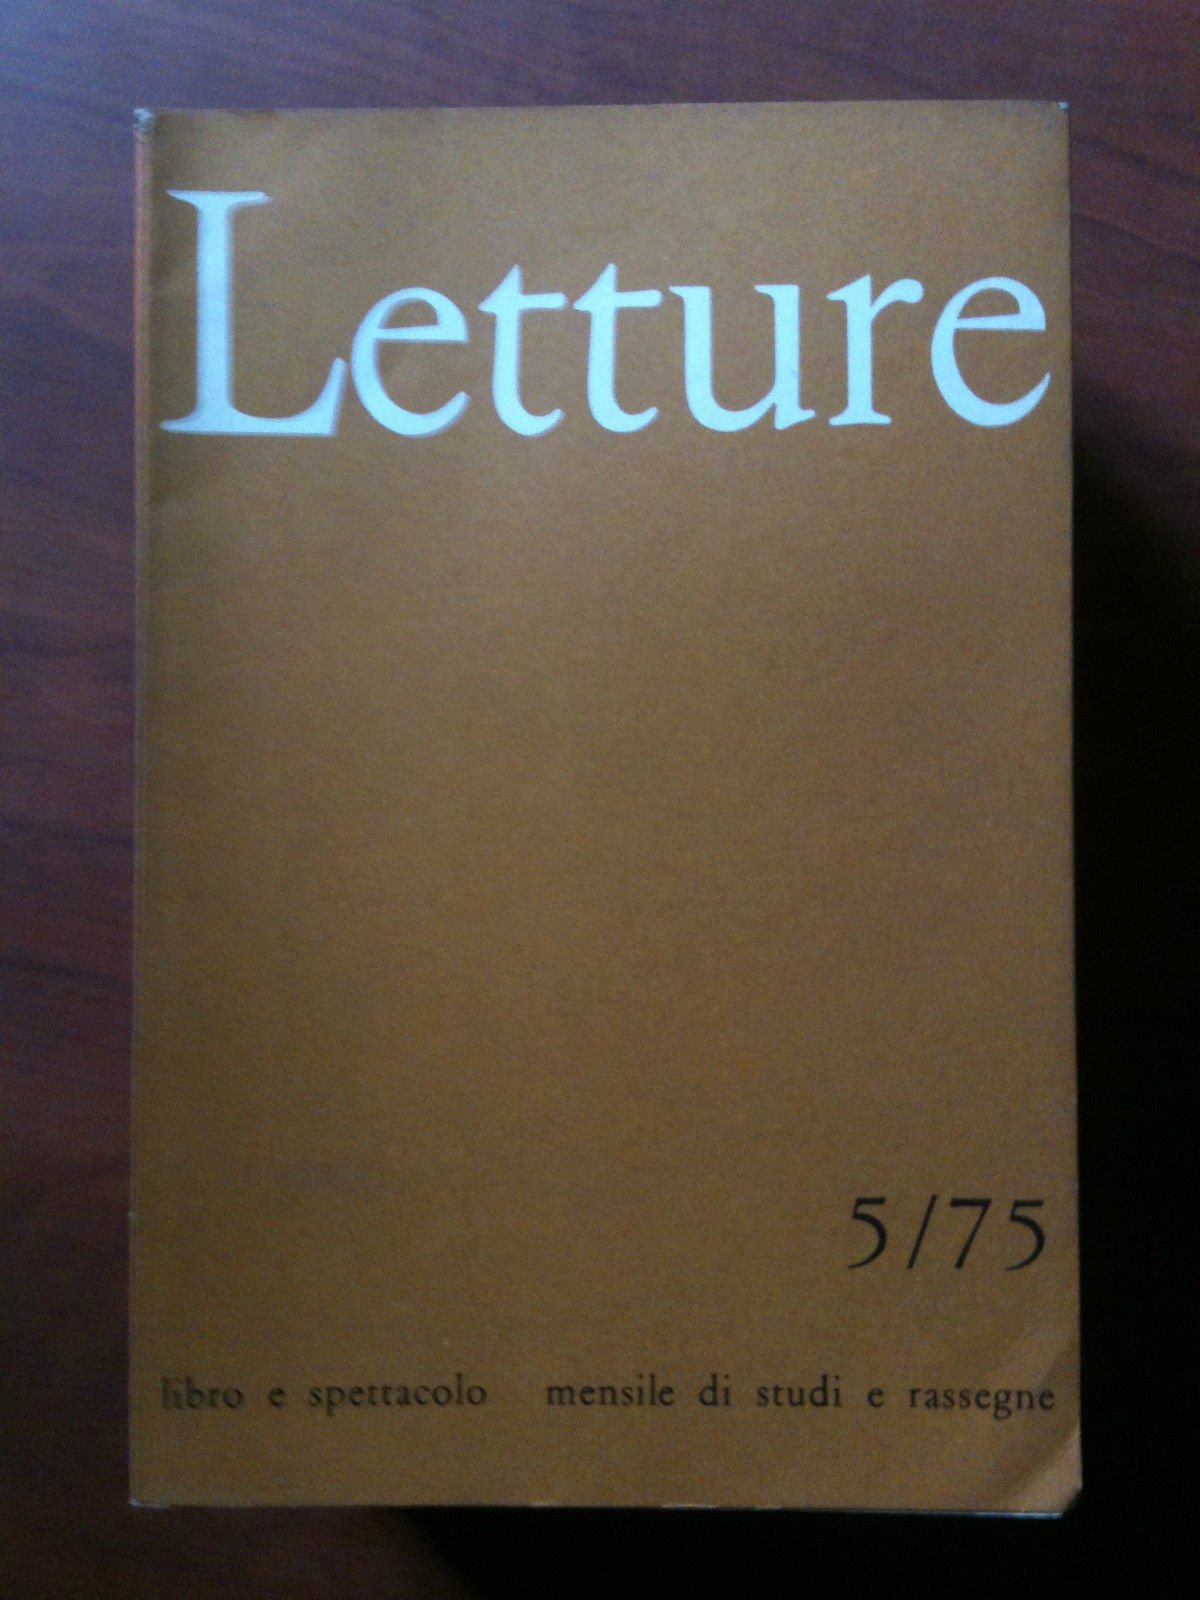 Letture
5/75
libro e spettacolo mensile di studi e rassegne